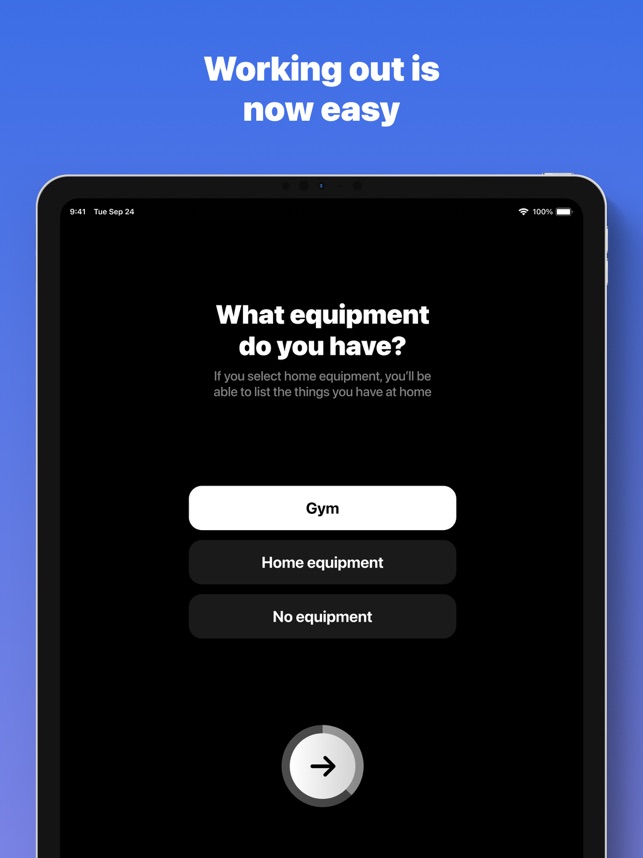 Working out is
now easy
9:41 Tue Sep 24
100%
What equipment
do you have?
If you select home equipment, you’ll be
able to list the things you have at home
Gym
Home equipment
No equipment